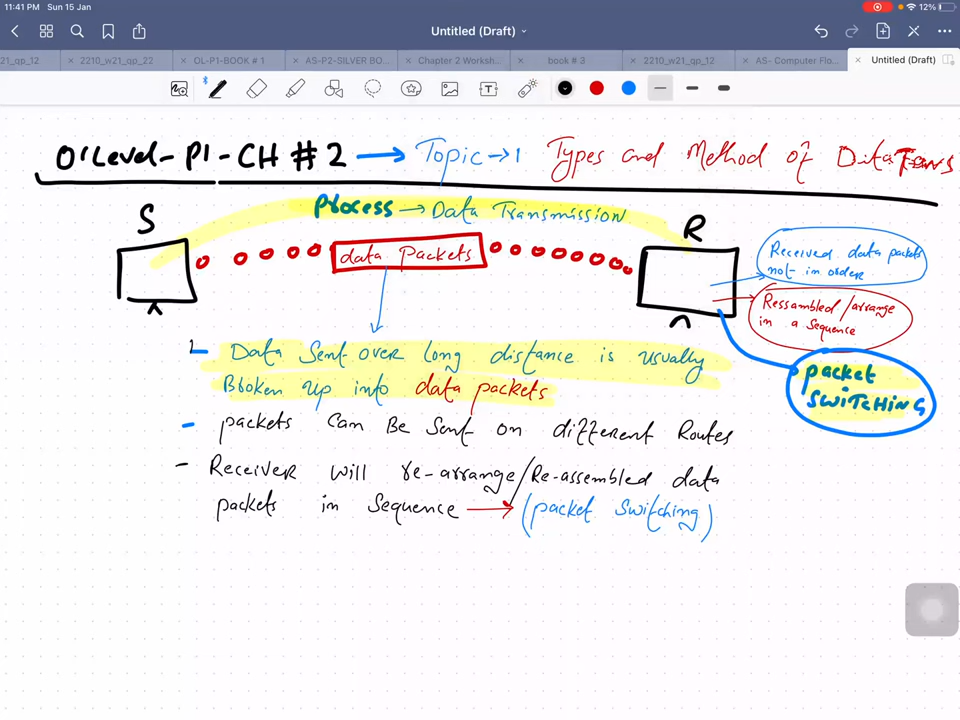 11:41 PM Sun 15 Jan
12%
Untitled (Draft)
21_qp_12
2210_w21_qp_22
OL-P1-BOOK # 1
AS-P2-SILVER BO...
Chapter 2 Worksh...
book # 3
2210_w21_qp_12
AS- Computer Flo...
Untitled (Draft)
O'Level-P1-CH #2 → Topic → 1 Types and Method of Data Trans
Process → Data Transmission
S
R
data Packets
Received data packets
not in order
Ressambled/arrange
in a Sequence
packet
SWITCHING
- Data Sent over long distance is usually
Broken up into data packets
- packets Can Be Sent on different Routes
- Receiver will re-arrange/Re-assembled data
packets in Sequence → (packet Switching)